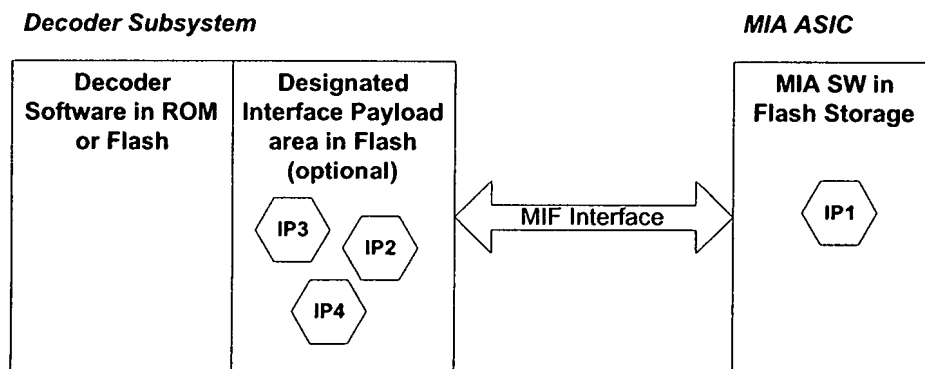 Decoder Subsystem
MIA ASIC
Decoder
Software in ROM
or Flash
Designated
Interface Payload
area in Flash
(optional)
IP3
IP2
IP4
MIF Interface
MIA SW in
Flash Storage
IP1